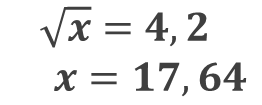 √x = 4,2
x = 17,64